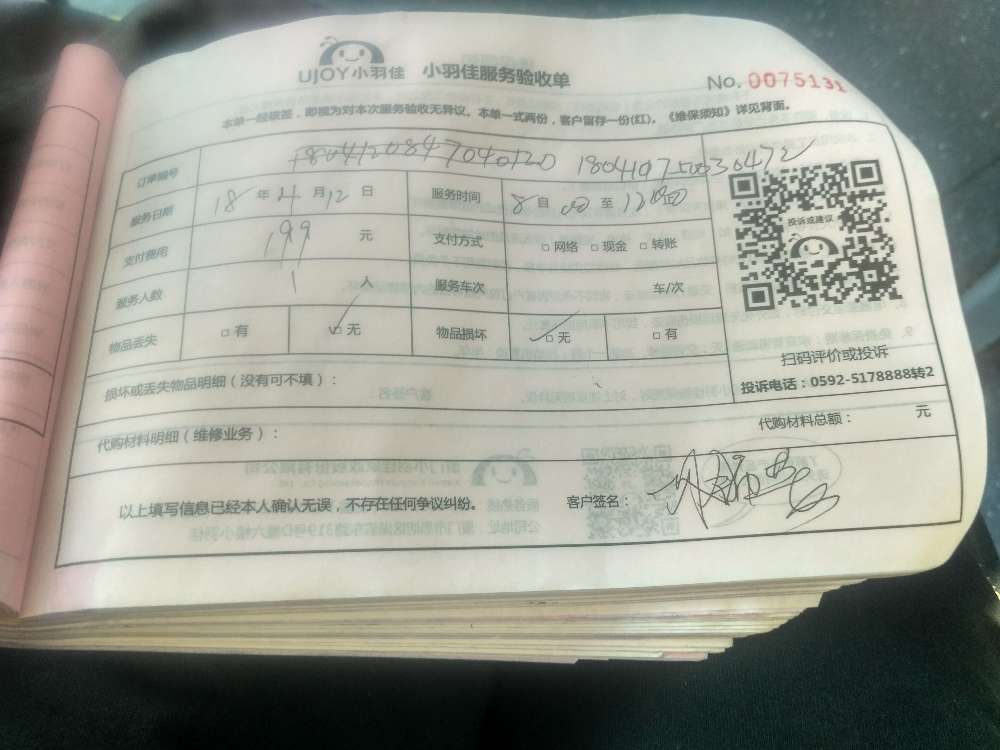 UJOY小羽佳 小羽佳服务验收单 No. 0075131
本单一经核签，即视为对本次服务验收无异议。本单一式两份，客户留存一份(红)。《维保须知》详见背面。
订单编号
服务日期 18 年 4 月 12 日 服务时间 8 自 00 至 12
支付费用 199 元 支付方式 □网络 □现金 □转账
服务人数 1 人 服务车次 车/次
物品丢失 □有 ☑无 物品损坏 ☑无 □有
投诉或建议
扫码评价或投诉
投诉电话：0592-5178888转2
损坏或丢失物品明细（没有可不填）：
代购材料明细（维修业务）： 代购材料总额： 元
以上填写信息已经本人确认无误，不存在任何争议纠纷。 客户签名：